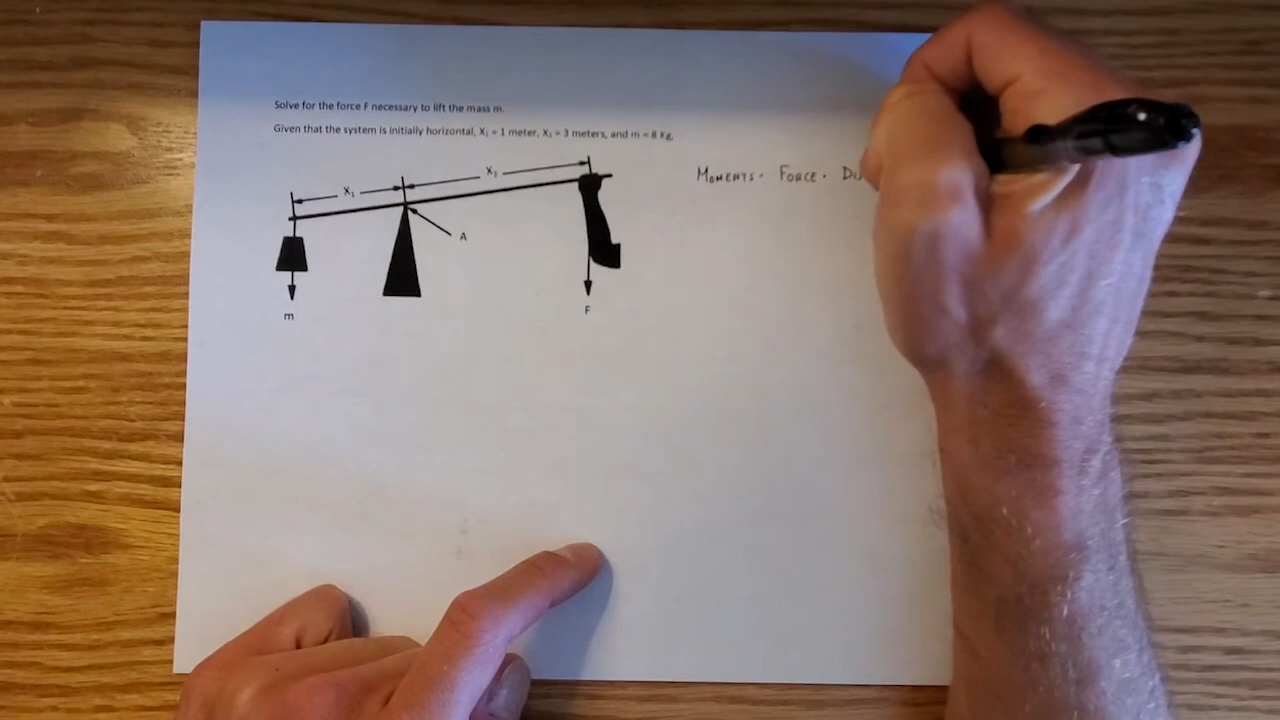 Solve for the force F necessary to lift the mass m.
Given that the system is initially horizontal, X₁ = 1 meter, X₂ = 3 meters, and m = 8 Kg.
X₂
X₁
MOMENTS = FORCE · DIS
A
m
F